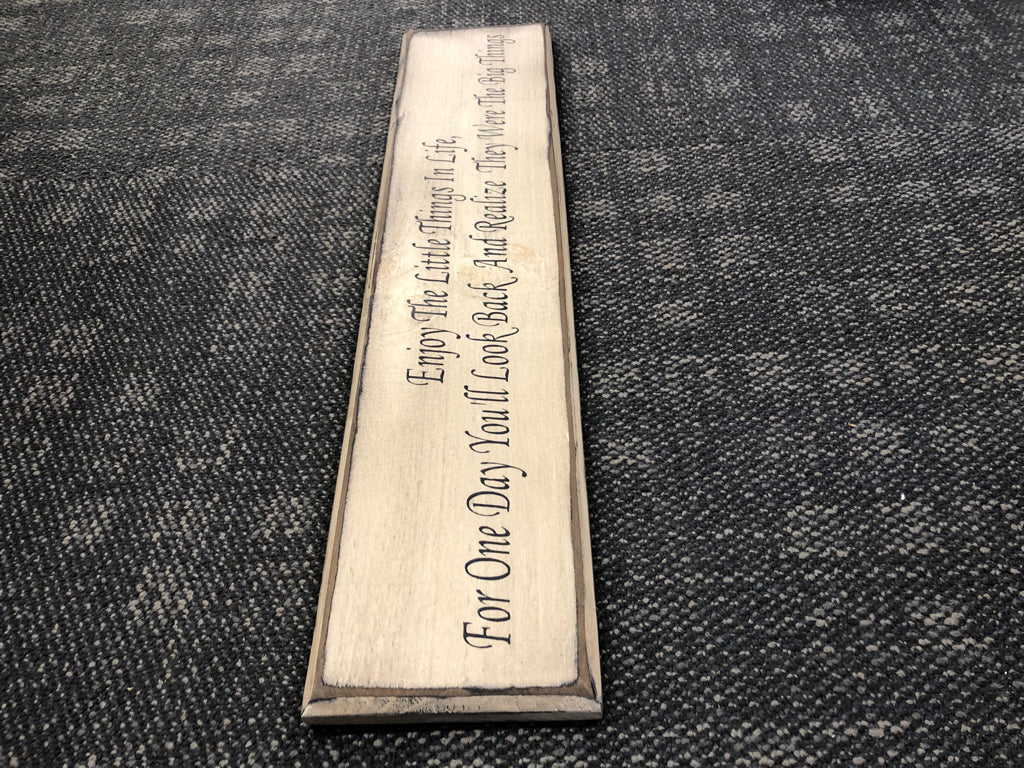 Enjoy The Little Things In Life,
For One Day You'll Look Back And Realize They Were The Big Things